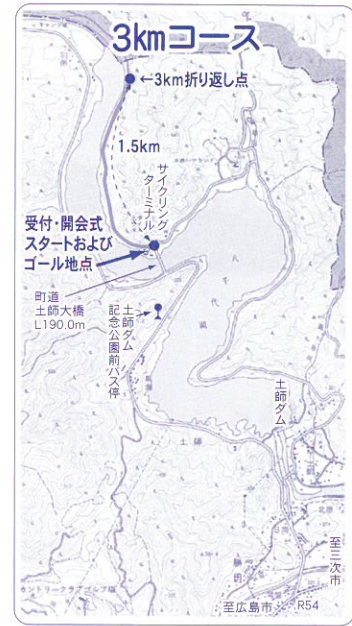 3kmコース
←3km折り返し点
1.5km
サイクリング
ターミナル
受付・開会式
スタートおよび
ゴール地点
町道
土師大橋
L190.0m
土師ダム
記念公園前バス停
八千代湖
土師ダム
土師
至三次市
至広島市
R54